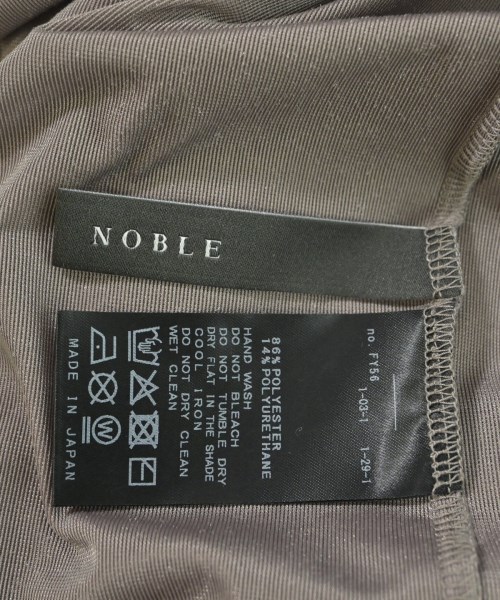 NOBLE
no. FY56
1-03-1
1-29-1
86% POLYESTER
14% POLYURETHANE
HAND WASH
DO NOT BLEACH
DO NOT TUMBLE DRY
DRY FLAT IN THE SHADE
COOL IRON
DO NOT DRY CLEAN
WET CLEAN
W
MADE IN JAPAN